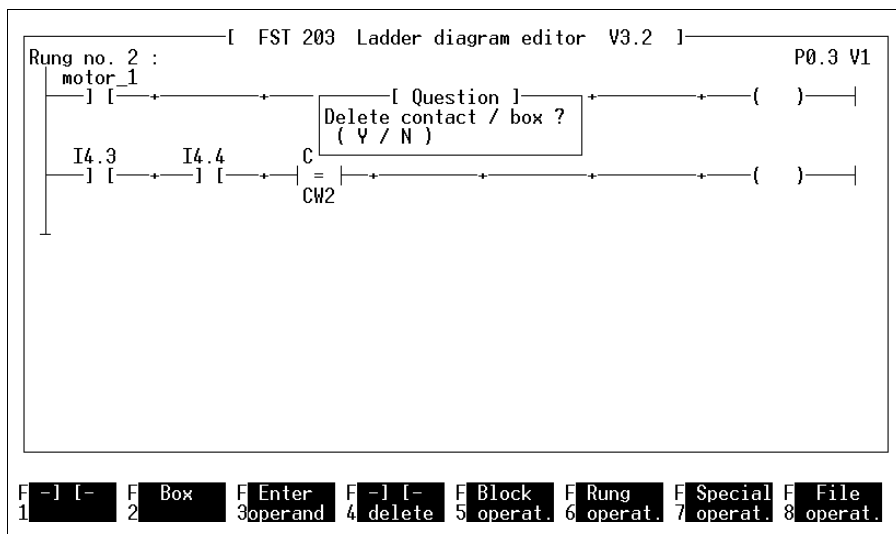 [ FST 203 Ladder diagram editor V3.2 ]
Rung no. 2 : P0.3 V1
motor_1
] [ [ Question ] ( )
Delete contact / box ?
( Y / N )
I4.3 I4.4 C
] [ ] [ = ( )
CW2
F1 -] [-
F2 Box
F3 Enter operand
F4 -] [- delete
F5 Block operat.
F6 Rung operat.
F7 Special operat.
F8 File operat.